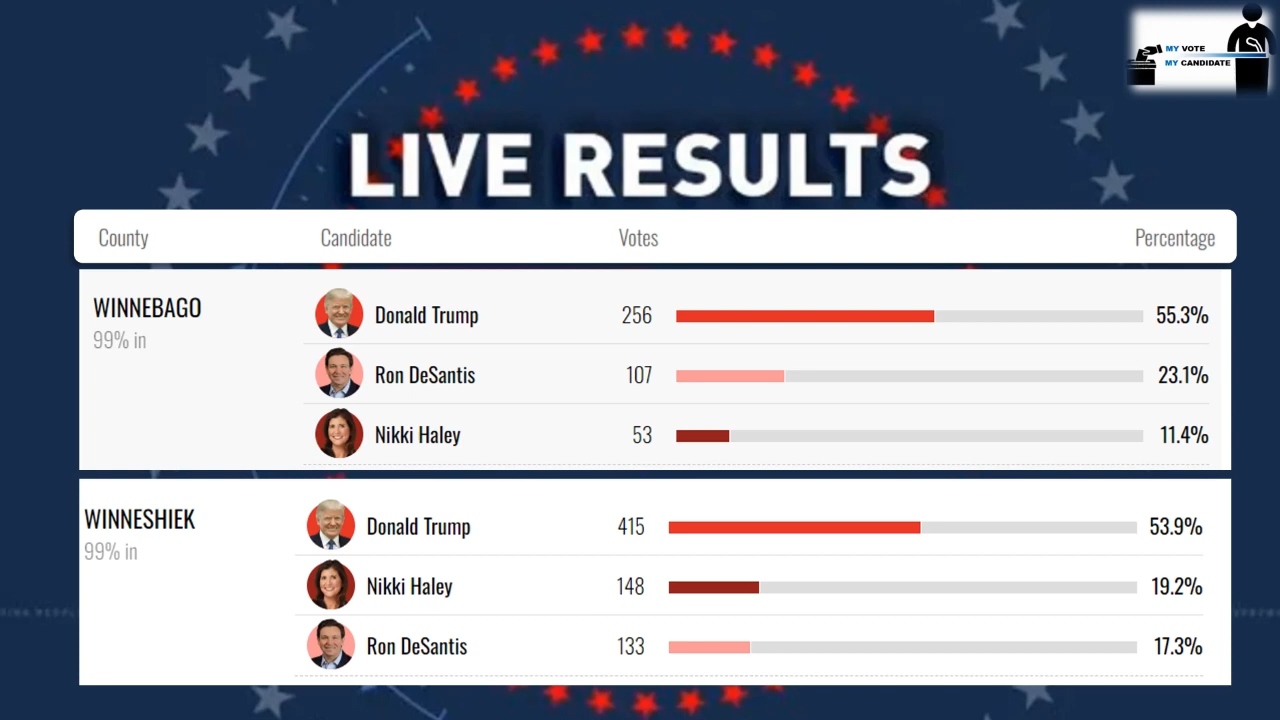 MY VOTE
MY CANDIDATE
LIVE RESULTS
County Candidate Votes Percentage
WINNEBAGO
99% in
Donald Trump 256 55.3%
Ron DeSantis 107 23.1%
Nikki Haley 53 11.4%
WINNESHIEK
99% in
Donald Trump 415 53.9%
Nikki Haley 148 19.2%
Ron DeSantis 133 17.3%